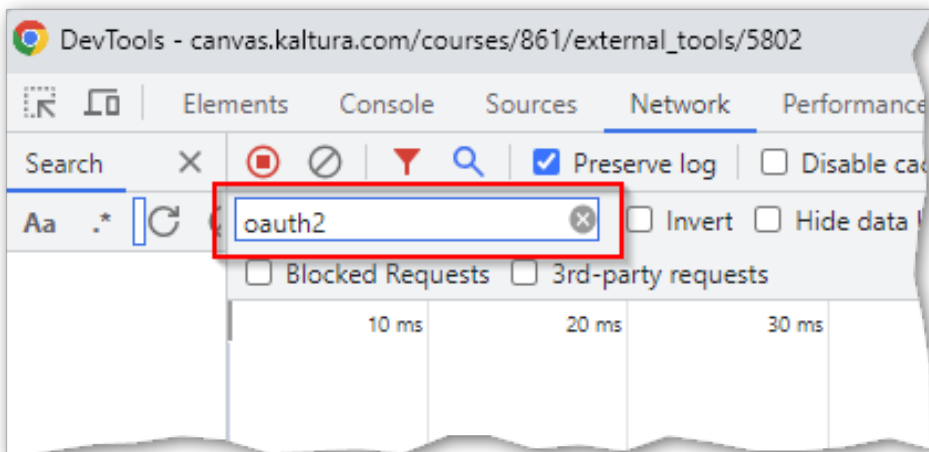 DevTools - canvas.kaltura.com/courses/861/external_tools/5802
Elements Console Sources Network Performance
Search Preserve log Disable cac
Aa .* oauth2 Invert Hide data
Blocked Requests 3rd-party requests
10 ms 20 ms 30 ms